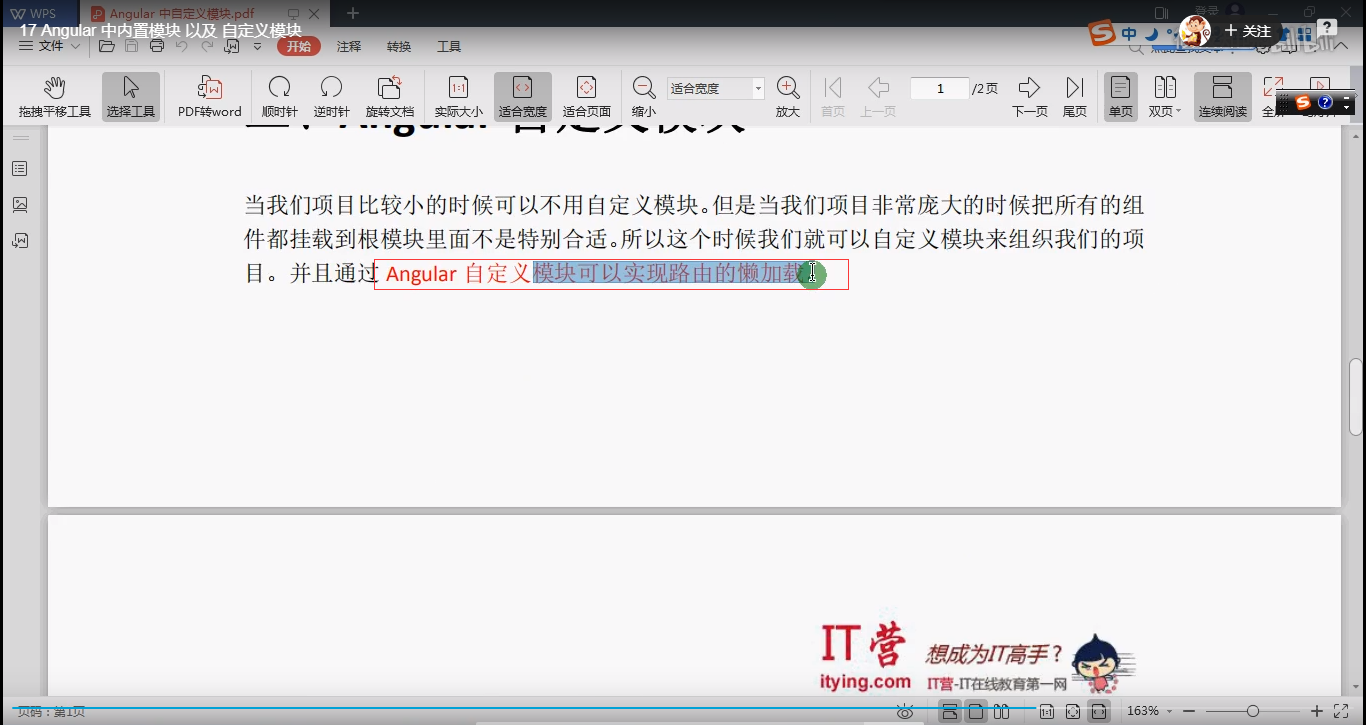 WPS
Angular 中自定义模块.pdf
17 Angular 中内置模块 以及 自定义模块
登录
中
+ 关注
文件
开始
注释
转换
工具
拖拽平移工具
选择工具
PDF转word
顺时针
逆时针
旋转文档
实际大小
适合宽度
适合页面
缩小
适合宽度
放大
首页
上一页
1
/2页
下一页
尾页
单页
双页
连续阅读
Angular 自定义模块
当我们项目比较小的时候可以不用自定义模块。但是当我们项目非常庞大的时候把所有的组
件都挂载到根模块里面不是特别合适。所以这个时候我们就可以自定义模块来组织我们的项
目。并且通过 Angular 自定义模块可以实现路由的懒加载
IT营
itying.com
想成为IT高手?
IT营-IT在线教育第一网
页码:第1页
163%